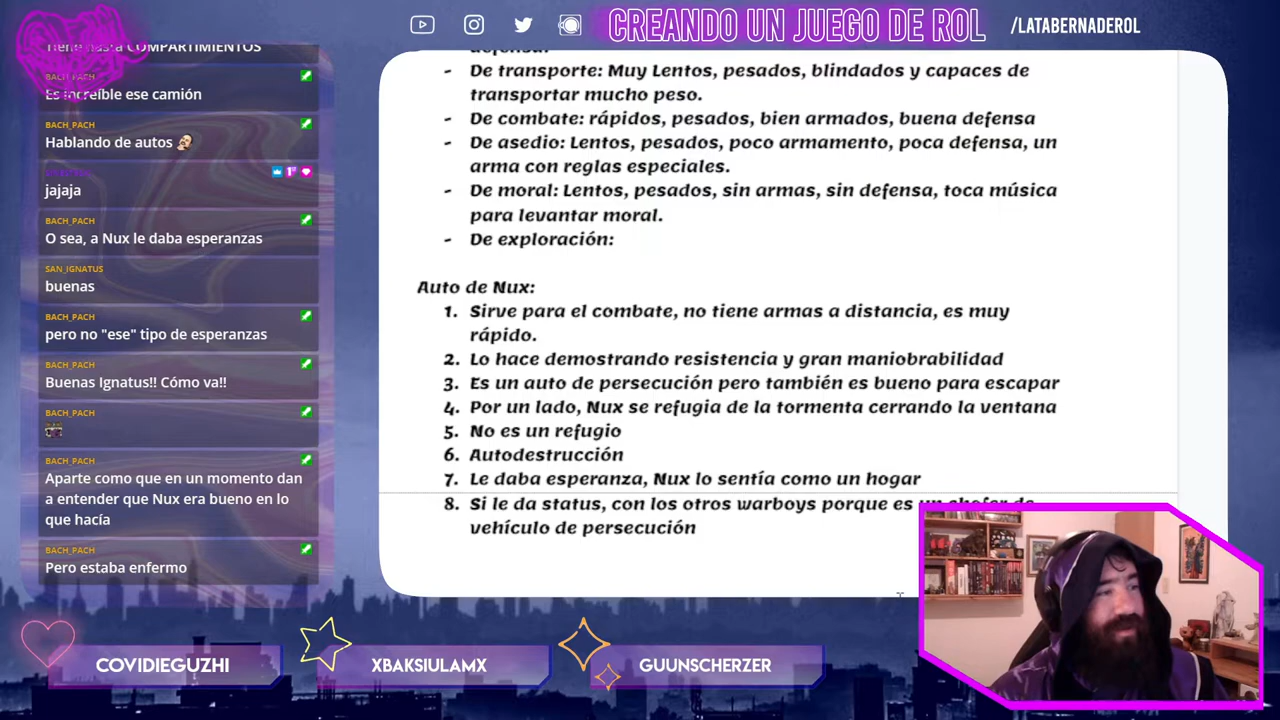 CREANDO UN JUEGO DE ROL
/LATABERNADEROL
Tiene hasta COMPARTIMIENTOS
BACH_PACH
Es increíble ese camión
BACH_PACH
Hablando de autos
jajaja
BACH_PACH
O sea, a Nux le daba esperanzas
SAN_IGNATUS
buenas
BACH_PACH
pero no "ese" tipo de esperanzas
BACH_PACH
Buenas Ignatus!! Cómo va!!
BACH_PACH
BACH_PACH
Aparte como que en un momento dan
a entender que Nux era bueno en lo
que hacía
BACH_PACH
Pero estaba enfermo
defensa.
- De transporte: Muy Lentos, pesados, blindados y capaces de
transportar mucho peso.
- De combate: rápidos, pesados, bien armados, buena defensa
- De asedio: Lentos, pesados, poco armamento, poca defensa, un
arma con reglas especiales.
- De moral: Lentos, pesados, sin armas, sin defensa, toca música
para levantar moral.
- De exploración:
Auto de Nux:
1. Sirve para el combate, no tiene armas a distancia, es muy
rápido.
2. Lo hace demostrando resistencia y gran maniobrabilidad
3. Es un auto de persecución pero también es bueno para escapar
4. Por un lado, Nux se refugia de la tormenta cerrando la ventana
5. No es un refugio
6. Autodestrucción
7. Le daba esperanza, Nux lo sentía como un hogar
8. Si le da status, con los otros warboys porque es un chofer de
vehículo de persecución
COVIDIEGUZHI
XBAKSIULAMX
GUUNSCHERZER